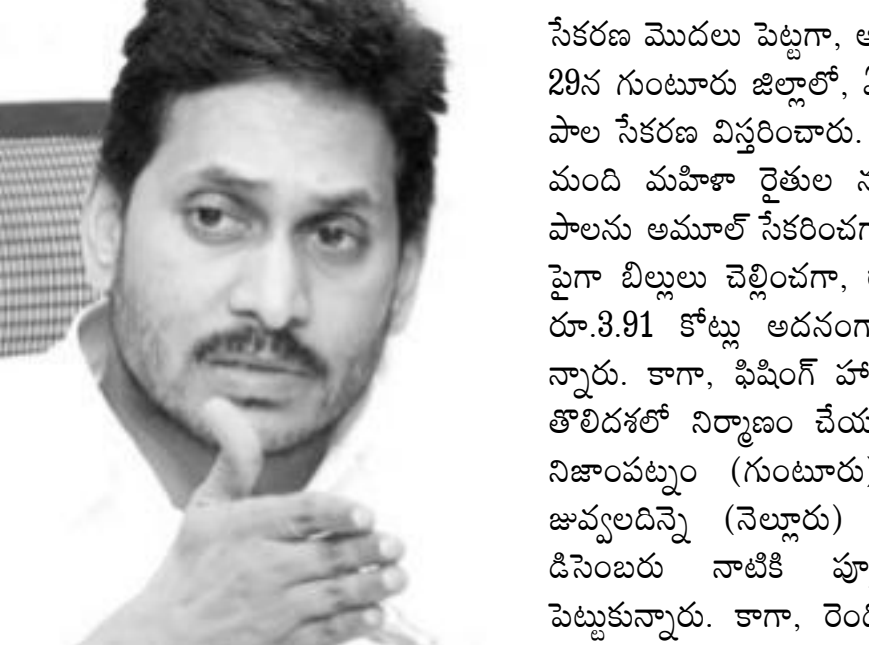 సేకరణ మొదలు పెట్టగా,
29న గుంటూరు జిల్లాలో,
పాల సేకరణ విస్తరించారు.
మంది మహిళా రైతుల
పాలను అమూల్ సేకరించగా
పైగా బిల్లులు చెల్లించగా,
రూ.3.91 కోట్లు అదనంగా
న్నారు. కాగా, ఫిషింగ్ హా
తొలిదశలో నిర్మాణం చేయ
నిజాంపట్నం (గుంటూరు)
జువ్వలదిన్నె (నెల్లూరు)
డిసెంబరు నాటికి పూ
పెట్టుకున్నారు. కాగా, రెం